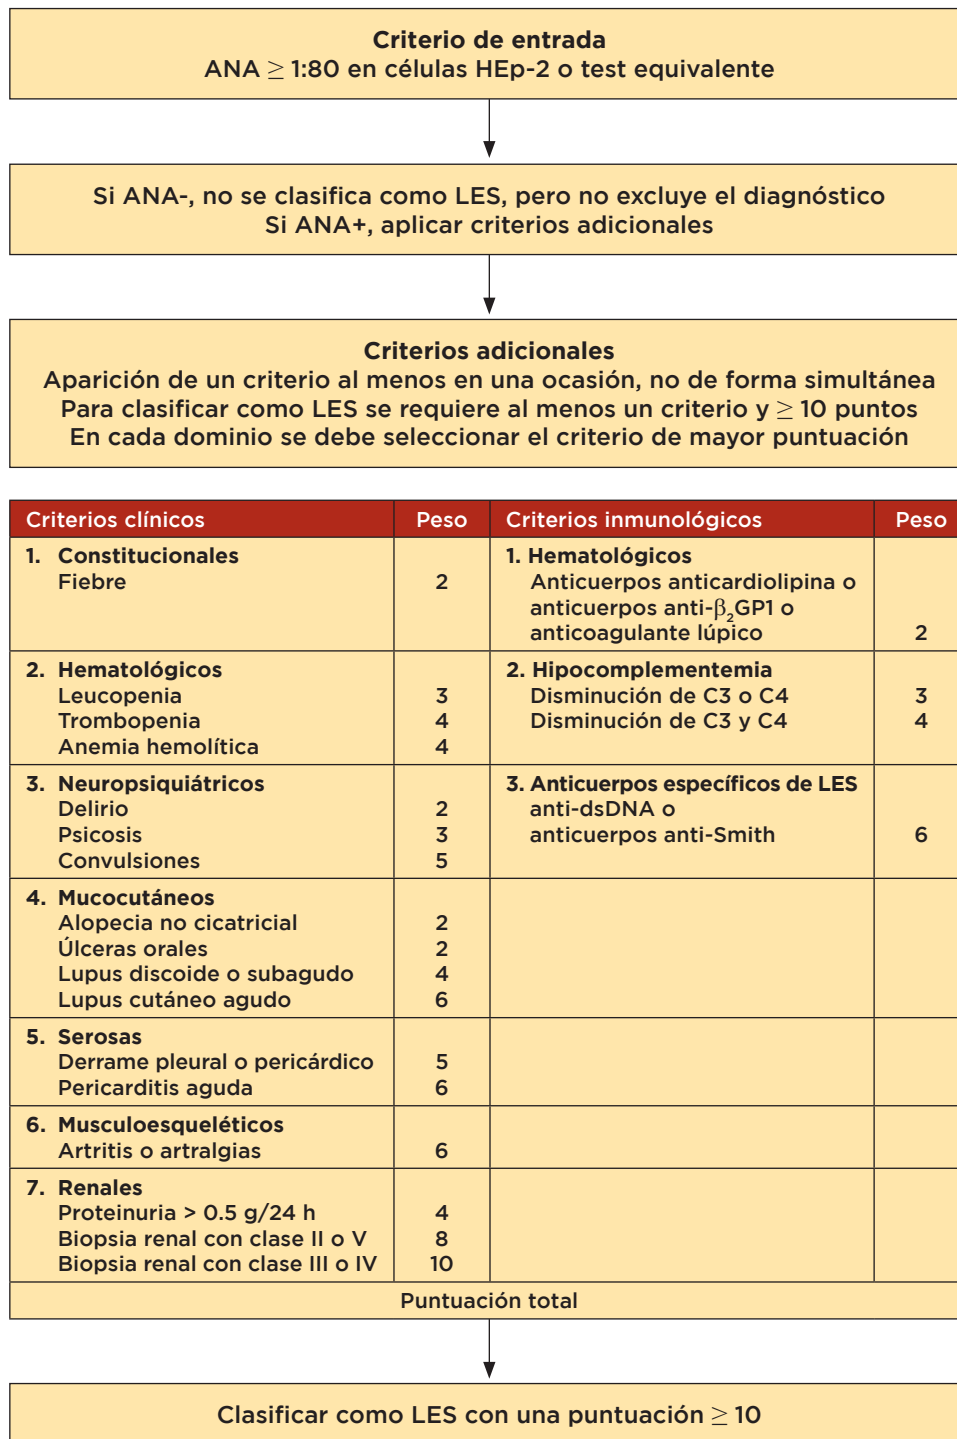 Criterio de entrada
ANA ≥ 1:80 en células HEp-2 o test equivalente
Si ANA-, no se clasifica como LES, pero no excluye el diagnóstico
Si ANA+, aplicar criterios adicionales
Criterios adicionales
Aparición de un criterio al menos en una ocasión, no de forma simultánea
Para clasificar como LES se requiere al menos un criterio y ≥ 10 puntos
En cada dominio se debe seleccionar el criterio de mayor puntuación
Criterios clínicos Peso Criterios inmunológicos Peso
1. Constitucionales 1. Hematológicos
Fiebre 2 Anticuerpos anticardiolipina o
anticuerpos anti-β₂GP1 o
anticoagulante lúpico 2
2. Hematológicos 2. Hipocomplementemia
Leucopenia 3 Disminución de C3 o C4 3
Trombopenia 4 Disminución de C3 y C4 4
Anemia hemolítica 4
3. Neuropsiquiátricos 3. Anticuerpos específicos de LES
Delirio 2 anti-dsDNA o
Psicosis 3 anticuerpos anti-Smith 6
Convulsiones 5
4. Mucocutáneos
Alopecia no cicatricial 2
Úlceras orales 2
Lupus discoide o subagudo 4
Lupus cutáneo agudo 6
5. Serosas
Derrame pleural o pericárdico 5
Pericarditis aguda 6
6. Musculoesqueléticos
Artritis o artralgias 6
7. Renales
Proteinuria > 0.5 g/24 h 4
Biopsia renal con clase II o V 8
Biopsia renal con clase III o IV 10
Puntuación total
Clasificar como LES con una puntuación ≥ 10